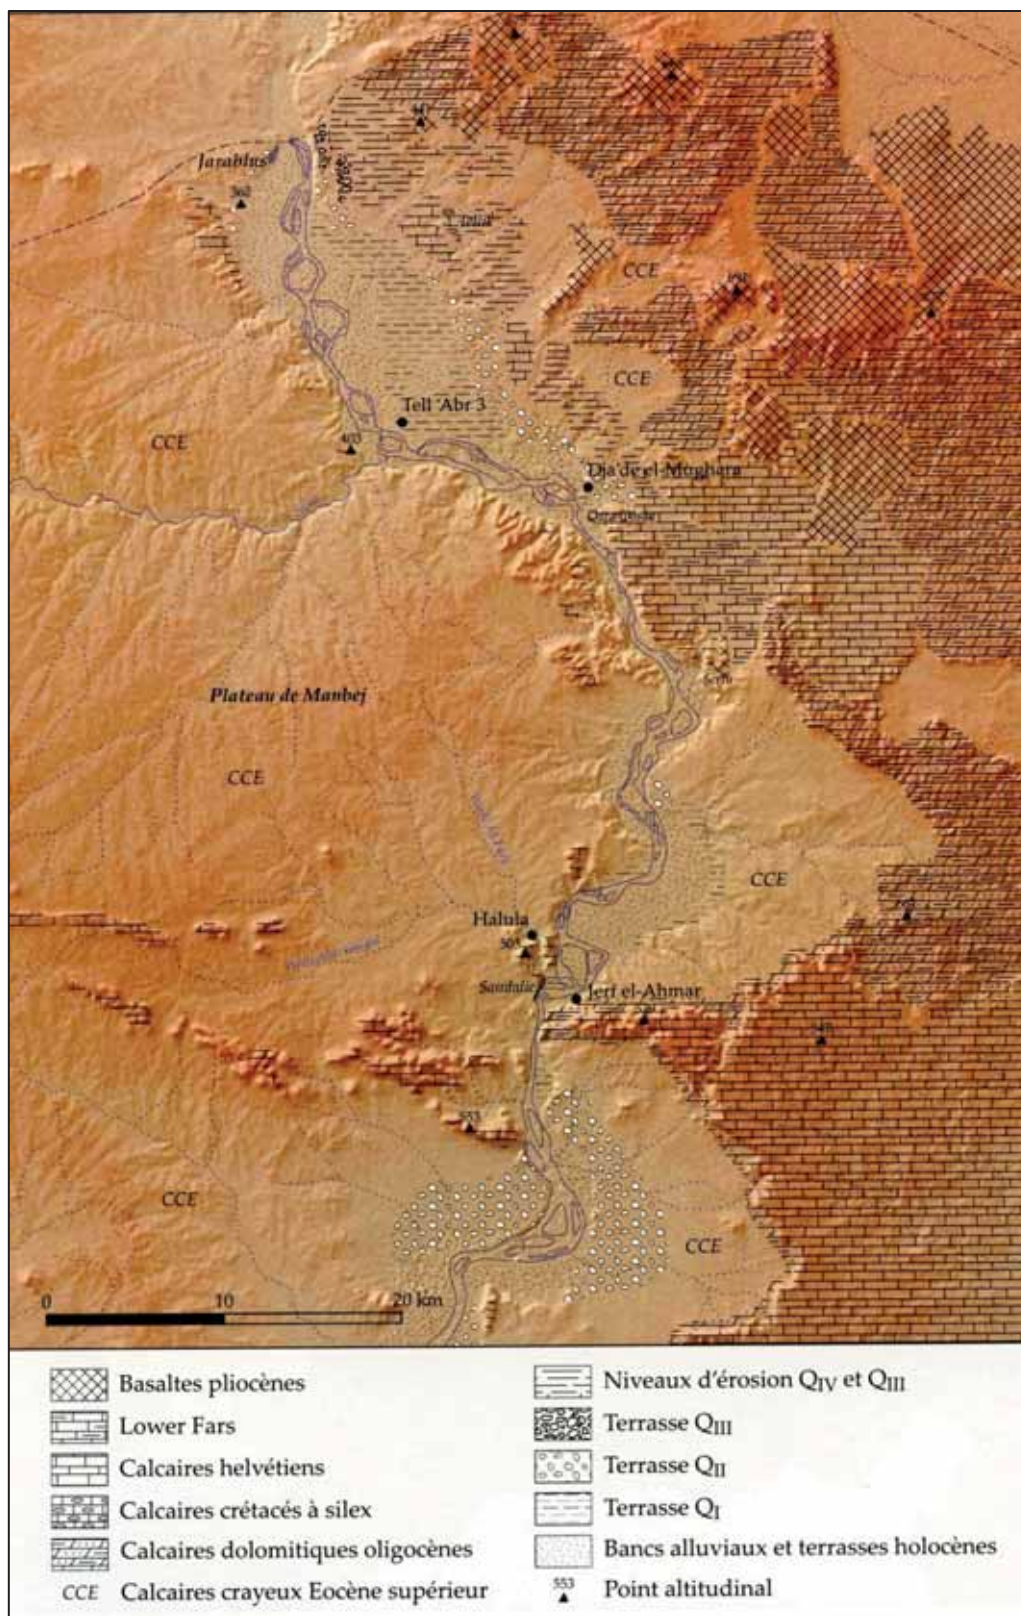 Jarablus
362
CCE
Tell 'Abr 3
CCE
403
CCE
Dja'de el-Mughara
Plateau de Manbej
CCE
CCE
Halula
Jerf el-Ahmar
553
CCE
CCE
0 10 20 km
Basaltes pliocènes
Lower Fars
Calcaires helvétiens
Calcaires crétacés à silex
Calcaires dolomitiques oligocènes
CCE Calcaires crayeux Eocène supérieur
Niveaux d'érosion QIV et QIII
Terrasse QIII
Terrasse QII
Terrasse QI
Bancs alluviaux et terrasses holocènes
553 Point altitudinal